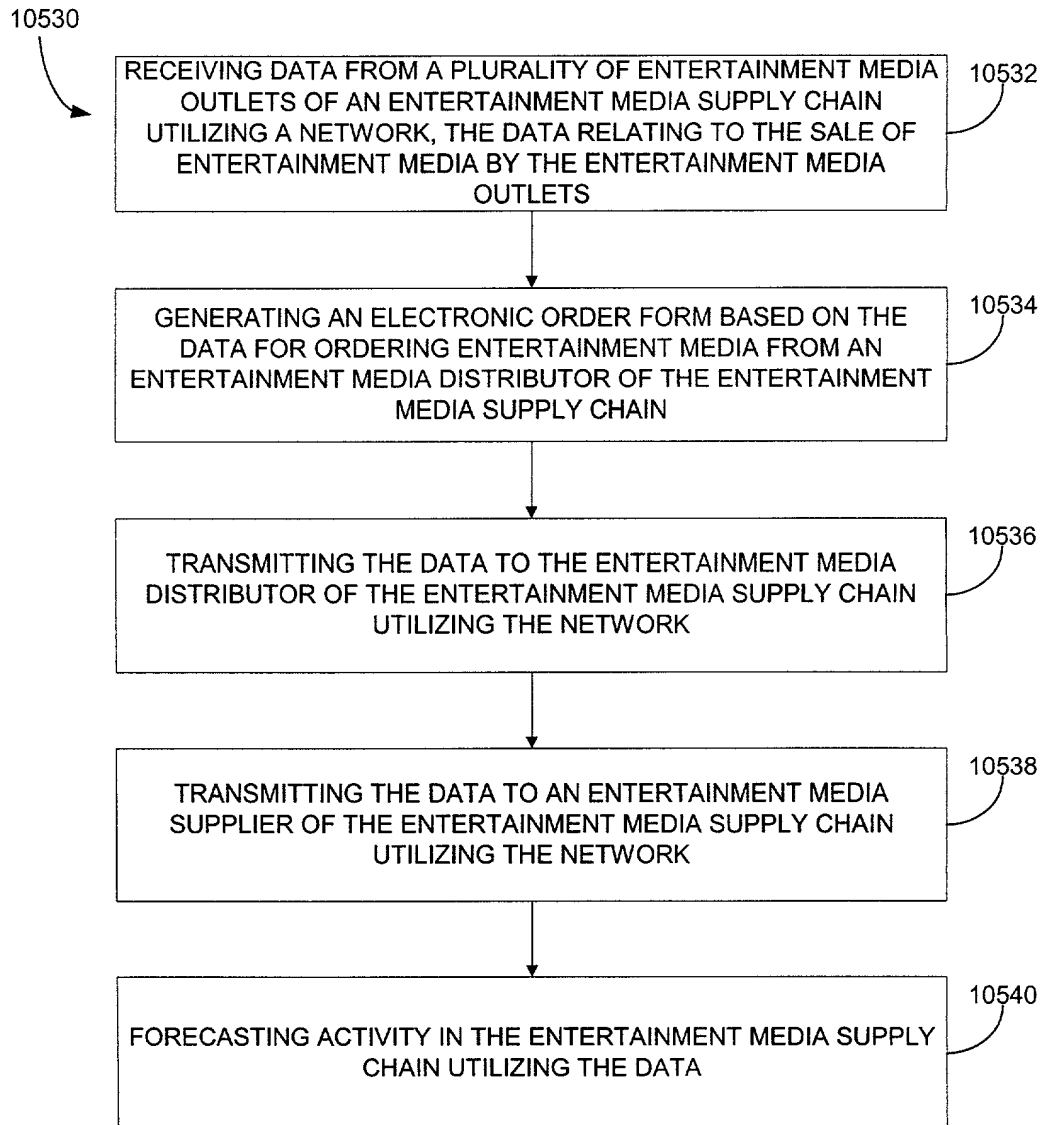 10530
RECEIVING DATA FROM A PLURALITY OF ENTERTAINMENT MEDIA
OUTLETS OF AN ENTERTAINMENT MEDIA SUPPLY CHAIN
UTILIZING A NETWORK, THE DATA RELATING TO THE SALE OF
ENTERTAINMENT MEDIA BY THE ENTERTAINMENT MEDIA
OUTLETS
10532
GENERATING AN ELECTRONIC ORDER FORM BASED ON THE
DATA FOR ORDERING ENTERTAINMENT MEDIA FROM AN
ENTERTAINMENT MEDIA DISTRIBUTOR OF THE ENTERTAINMENT
MEDIA SUPPLY CHAIN
10534
TRANSMITTING THE DATA TO THE ENTERTAINMENT MEDIA
DISTRIBUTOR OF THE ENTERTAINMENT MEDIA SUPPLY CHAIN
UTILIZING THE NETWORK
10536
TRANSMITTING THE DATA TO AN ENTERTAINMENT MEDIA
SUPPLIER OF THE ENTERTAINMENT MEDIA SUPPLY CHAIN
UTILIZING THE NETWORK
10538
FORECASTING ACTIVITY IN THE ENTERTAINMENT MEDIA SUPPLY
CHAIN UTILIZING THE DATA
10540